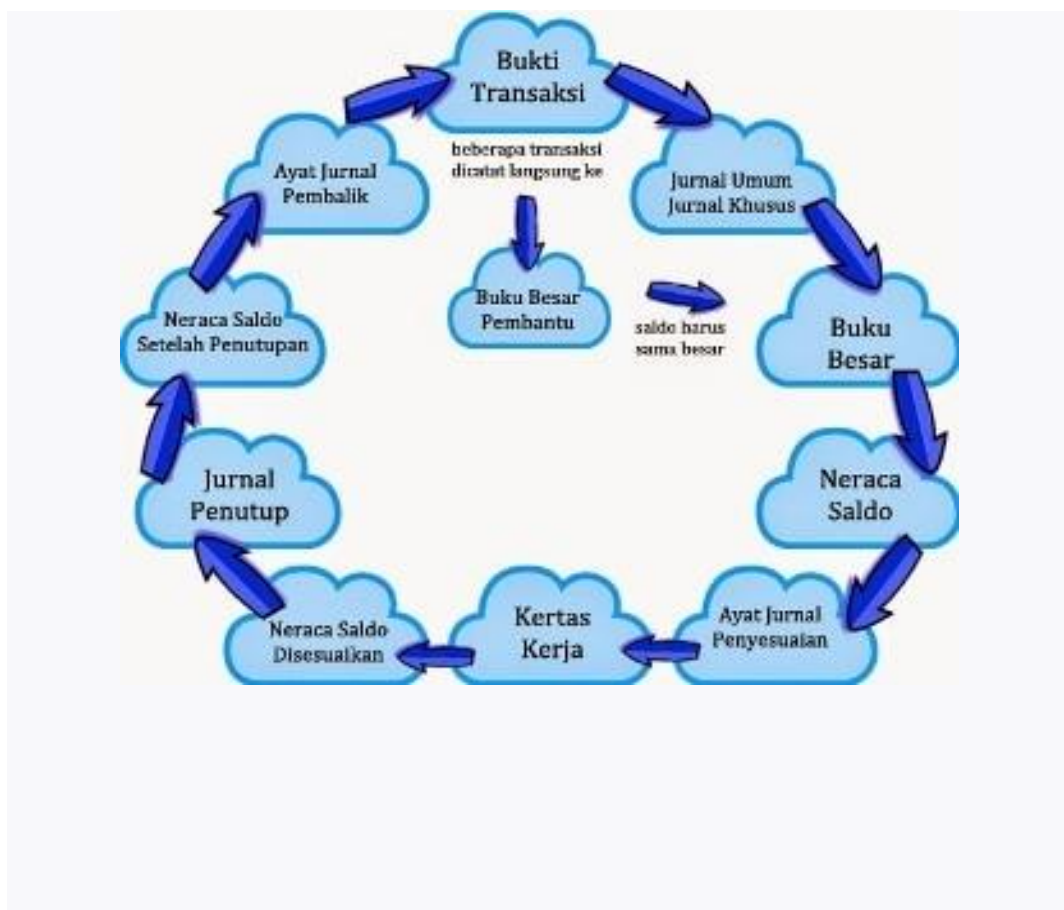 Bukti
Transaksi
beberapa transaksi
dicatat langsung ke
Jurnal Umum
Jurnal Khusus
Buku Besar
Pembantu
saldo harus
sama besar
Buku
Besar
Neraca
Saldo
Ayat Jurnal
Penyesuaian
Kertas
Kerja
Neraca Saldo
Disesuaikan
Jurnal
Penutup
Neraca Saldo
Setelah Penutupan
Ayat Jurnal
Pembalik